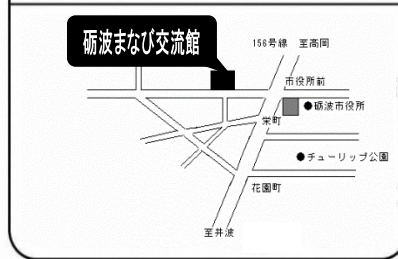 砺波まなび交流館
156号線 至高岡
市役所前
●砺波市役所
栄町
●チューリップ公園
花園町
至井波